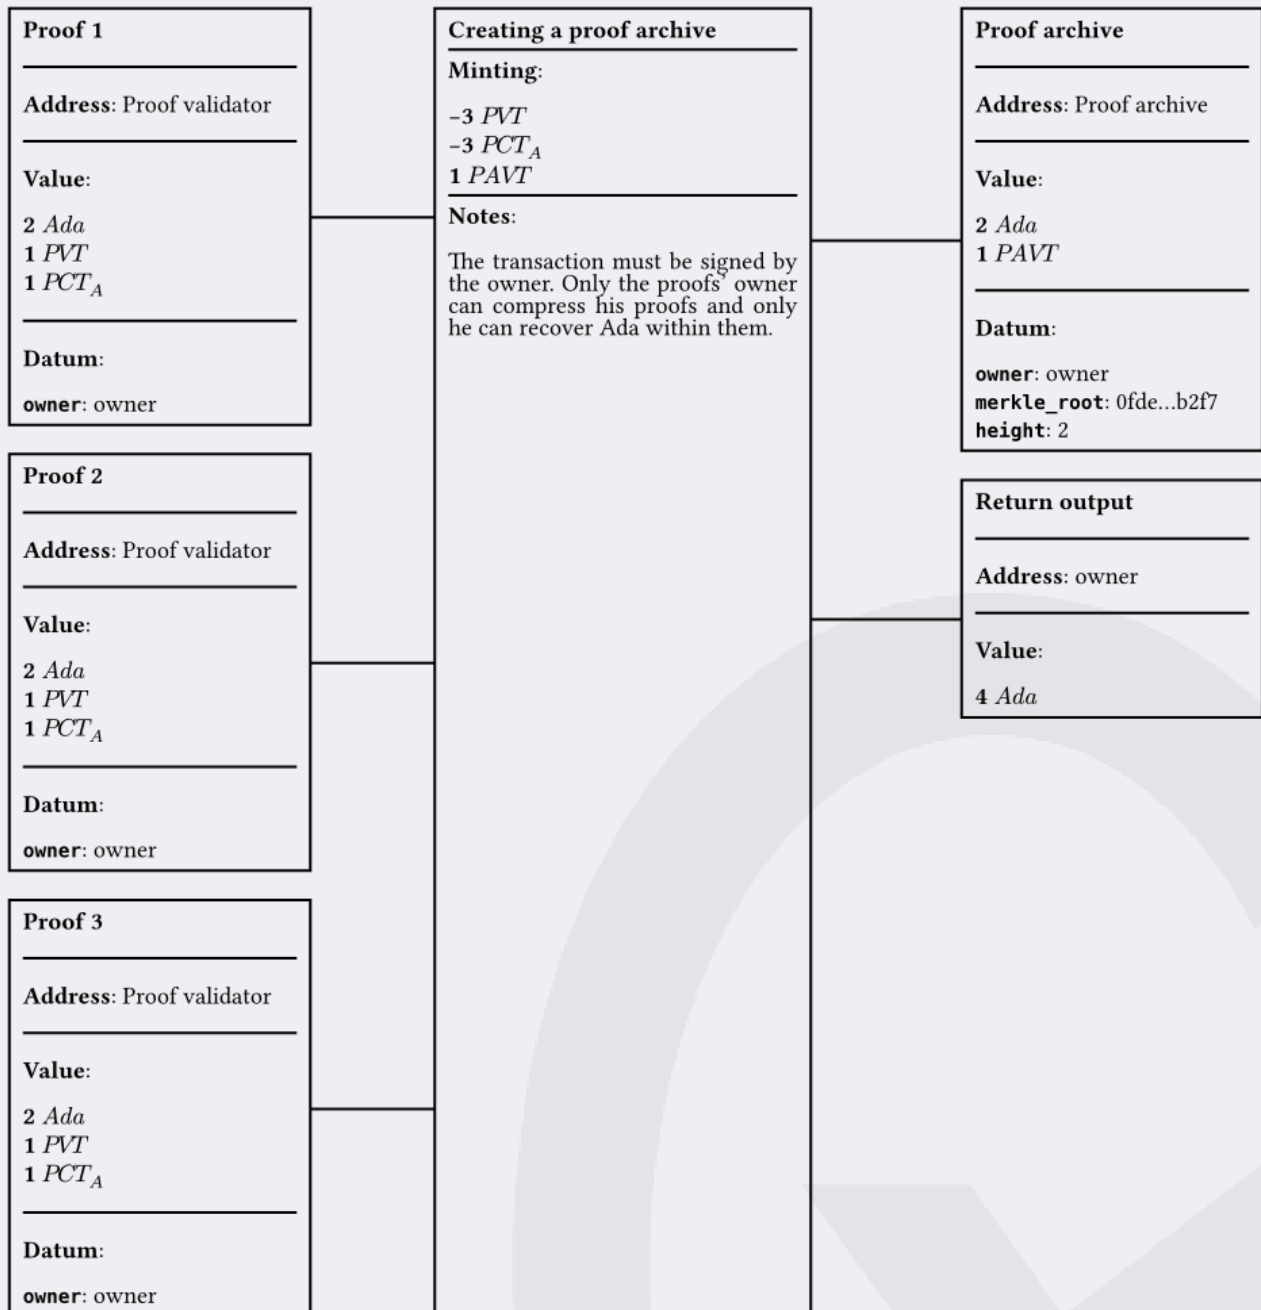 Proof 1
Address: Proof validator
Value:
2 Ada
1 PVT
1 PCT_A
Datum:
owner: owner
Proof 2
Address: Proof validator
Value:
2 Ada
1 PVT
1 PCT_A
Datum:
owner: owner
Proof 3
Address: Proof validator
Value:
2 Ada
1 PVT
1 PCT_A
Datum:
owner: owner
Creating a proof archive
Minting:
−3 PVT
−3 PCT_A
1 PAVT
Notes:
The transaction must be signed by
the owner. Only the proofs’ owner
can compress his proofs and only
he can recover Ada within them.
Proof archive
Address: Proof archive
Value:
2 Ada
1 PAVT
Datum:
owner: owner
merkle_root: 0fde...b2f7
height: 2
Return output
Address: owner
Value:
4 Ada